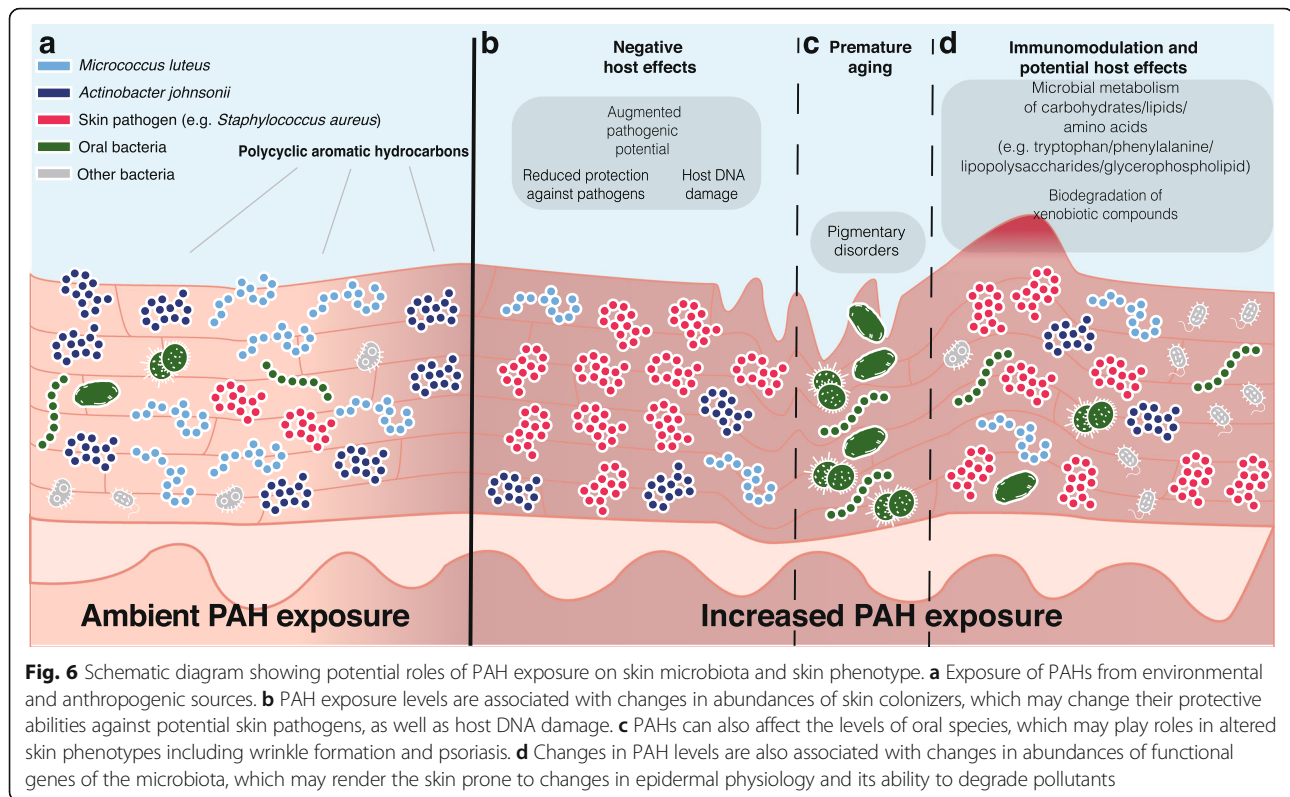 a
Micrococcus luteus
Actinobacter johnsonii
Skin pathogen (e.g. Staphylococcus aureus)
Oral bacteria
Other bacteria
Polycyclic aromatic hydrocarbons
b
Negative
host effects
Augmented
pathogenic
potential
Reduced protection
against pathogens
Host DNA
damage
c
Premature
aging
Pigmentary
disorders
d
Immunomodulation and
potential host effects
Microbial metabolism
of carbohydrates/lipids/
amino acids
(e.g. tryptophan/phenylalanine/
lipopolysaccharides/glycerophospholipid)
Biodegradation of
xenobiotic compounds
Ambient PAH exposure
Increased PAH exposure
Fig. 6 Schematic diagram showing potential roles of PAH exposure on skin microbiota and skin phenotype. a Exposure of PAHs from environmental
and anthropogenic sources. b PAH exposure levels are associated with changes in abundances of skin colonizers, which may change their protective
abilities against potential skin pathogens, as well as host DNA damage. c PAHs can also affect the levels of oral species, which may play roles in altered
skin phenotypes including wrinkle formation and psoriasis. d Changes in PAH levels are also associated with changes in abundances of functional
genes of the microbiota, which may render the skin prone to changes in epidermal physiology and its ability to degrade pollutants